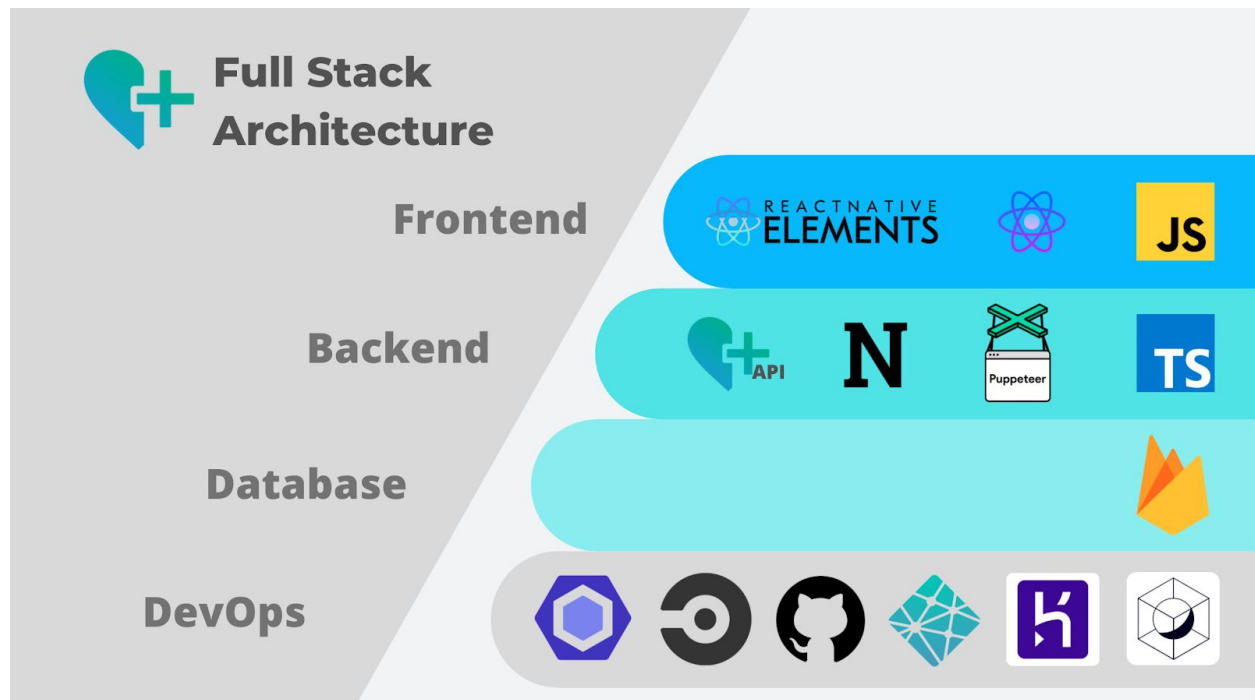 Full Stack
Architecture
Frontend
REACTNATIVE
ELEMENTS
JS
Backend
API
N
Puppeteer
TS
Database
DevOps